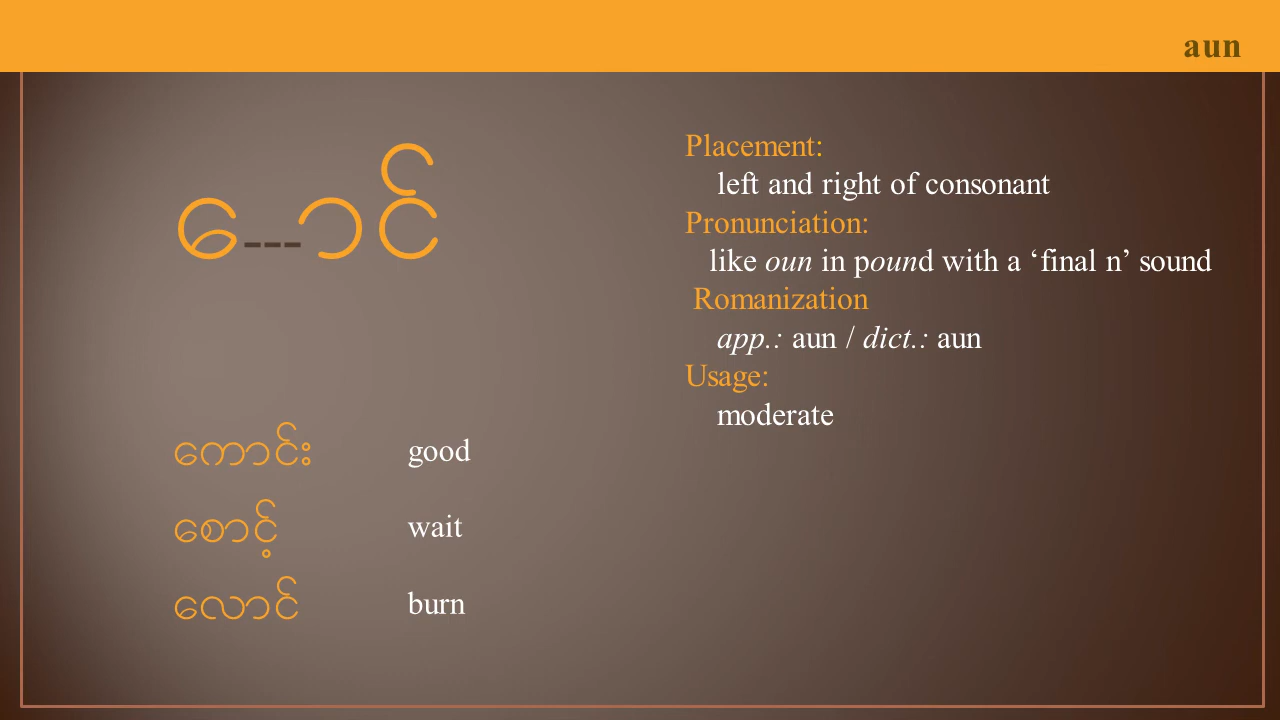 aun
ေ---ာင်
Placement:
left and right of consonant
Pronunciation:
like oun in pound with a ‘final n’ sound
Romanization
app.: aun / dict.: aun
Usage:
moderate
ကောင်း good
စောင့် wait
လောင် burn